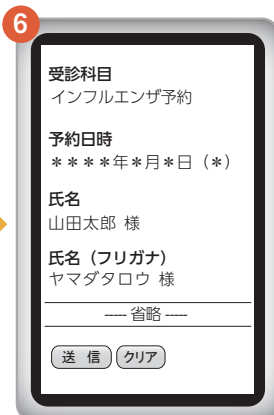 6
受診科目
インフルエンザ予約
予約日時
＊＊＊＊年＊月＊日（＊）
氏名
山田太郎 様
氏名（フリガナ）
ヤマダタロウ 様
----- 省略 -----
送 信 クリア